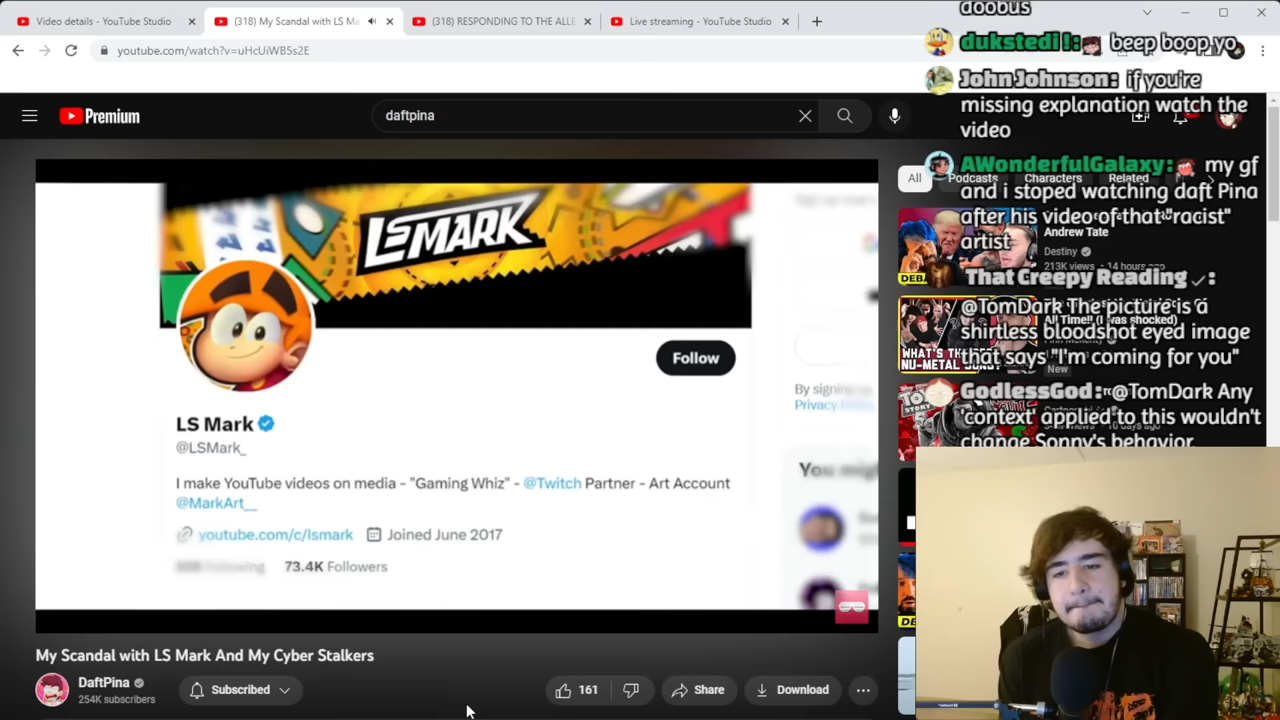 Video details - YouTube Studio
(318) My Scandal with LS Ma
(318) RESPONDING TO THE ALLE
Live streaming - YouTube Studio
youtube.com/watch?v=uHcUiWB5s2E
Premium
daftpina
doobus
dukstedi!: beep boop yo
John Johnson: if you're
missing explanation watch the
video
All Podcasts Characters Related
AWonderfulGalaxy: my gf
and i stoped watching daft Pina
after his video of that "racist"
artist
Andrew Tate
Destiny
213K views • 14 hours ago
DEB
That Creepy Reading:
@TomDark The picture is a
shirtless bloodshot eyed image
that says "I'm coming for you"
All Time!! (I was shocked)
WHAT'S THE
NU-METAL
New
GodlessGod: @TomDark Any
'context' applied to this wouldn't
change Sonny's behavior
LSMARK
Follow
LS Mark
@LSMark_
I make YouTube videos on media - "Gaming Whiz" - @Twitch Partner - Art Account
@MarkArt__
youtube.com/c/lsmark Joined June 2017
73.4K Followers
By signing
Privacy
You mig
My Scandal with LS Mark And My Cyber Stalkers
DaftPina
254K subscribers
Subscribed
161
Share
Download